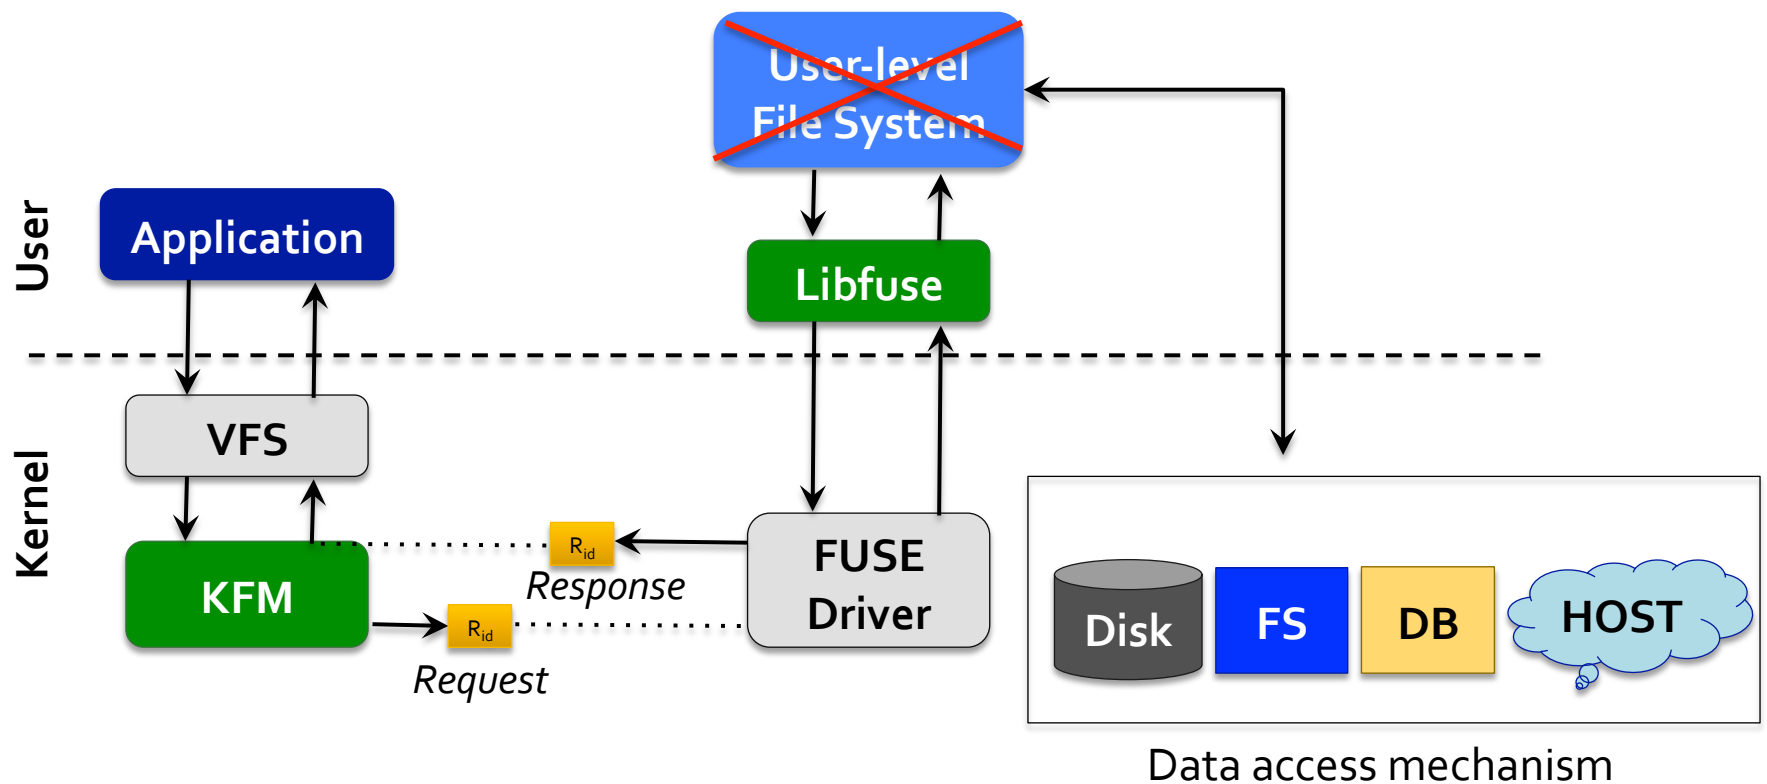 User-level
File System
User
Application
Libfuse
Kernel
VFS
KFM
Rid
Response
Rid
Request
FUSE
Driver
Disk
FS
DB
HOST
Data access mechanism